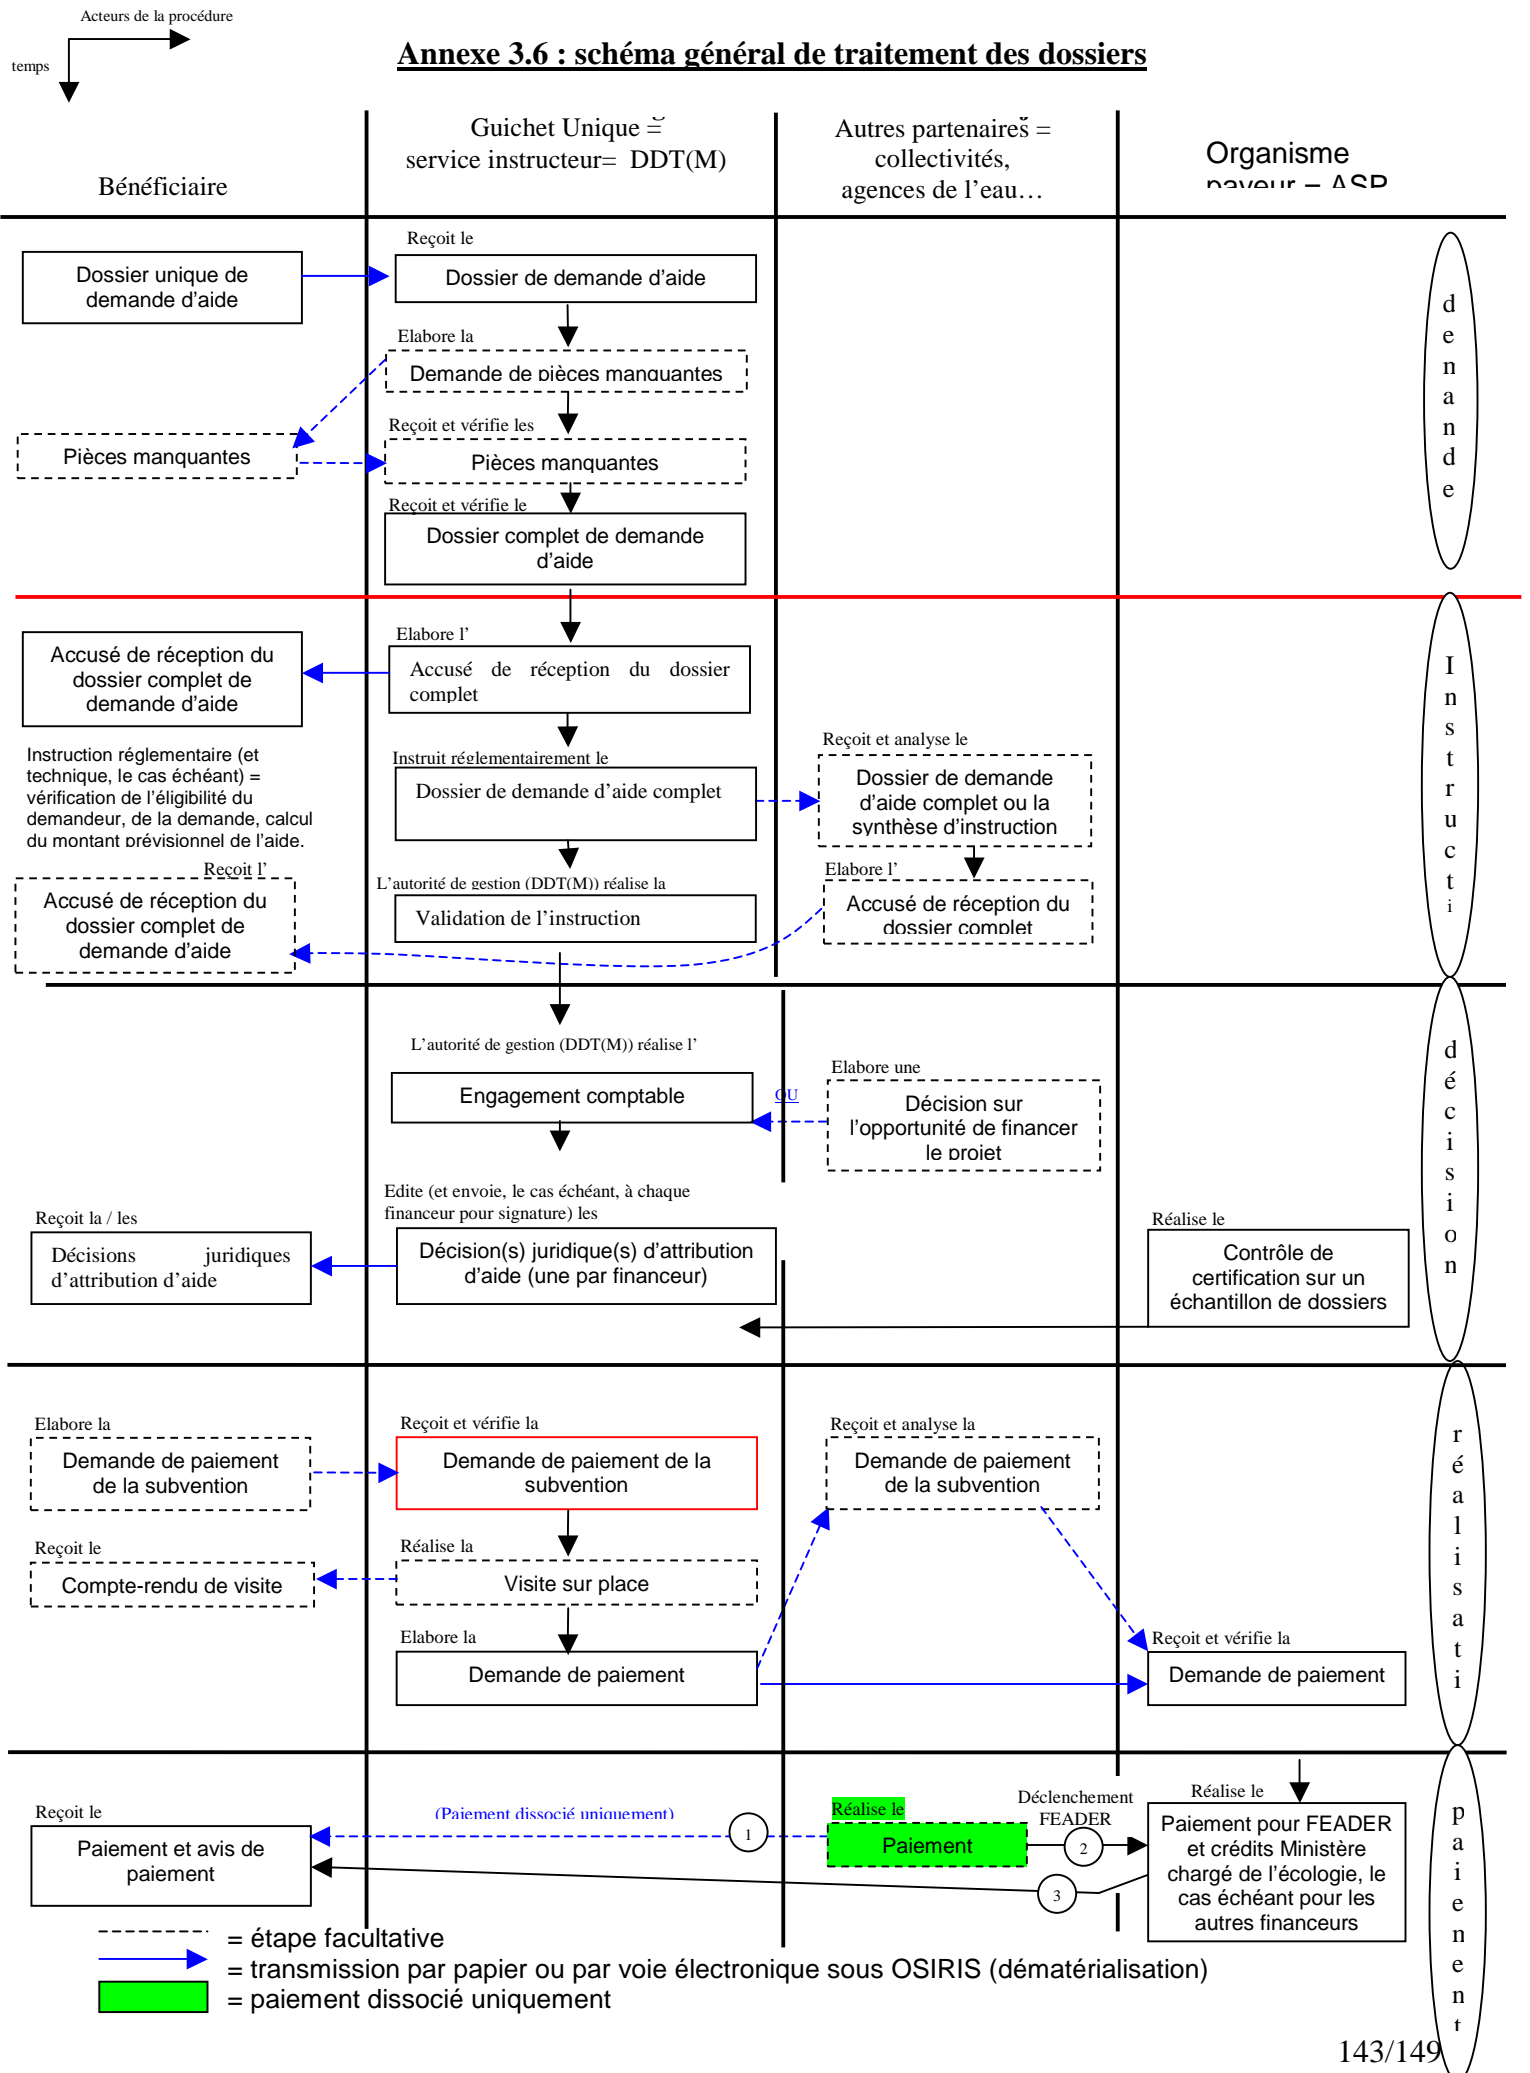 Acteurs de la procédure
temps
Annexe 3.6 : schéma général de traitement des dossiers
Bénéficiaire
Guichet Unique =
service instructeur= DDT(M)
Autres partenaires =
collectivités,
agences de l’eau…
Organisme
payeur = ASP
Dossier unique de
demande d’aide
Reçoit le
Dossier de demande d’aide
Elabore la
Demande de pièces manquantes
Pièces manquantes
Reçoit et vérifie les
Pièces manquantes
Reçoit et vérifie le
Dossier complet de demande
d’aide
demande
Accusé de réception du
dossier complet de
demande d’aide
Elabore l’
Accusé de réception du dossier
complet
Instruction réglementaire (et
technique, le cas échéant) =
vérification de l’éligibilité du
demandeur, de la demande, calcul
du montant prévisionnel de l’aide.
Instruit réglementairement le
Dossier de demande d’aide complet
Reçoit et analyse le
Dossier de demande
d’aide complet ou la
synthèse d’instruction
Reçoit l’
Accusé de réception du
dossier complet de
demande d’aide
L’autorité de gestion (DDT(M)) réalise la
Validation de l’instruction
Elabore l’
Accusé de réception du
dossier complet
Instructi
L’autorité de gestion (DDT(M)) réalise l’
Engagement comptable
OU
Elabore une
Décision sur
l’opportunité de financer
le projet
Reçoit la / les
Décisions juridiques
d’attribution d’aide
Edite (et envoie, le cas échéant, à chaque
financeur pour signature) les
Décision(s) juridique(s) d’attribution
d’aide (une par financeur)
Réalise le
Contrôle de
certification sur un
échantillon de dossiers
décision
Elabore la
Demande de paiement
de la subvention
Reçoit et vérifie la
Demande de paiement de la
subvention
Reçoit et analyse la
Demande de paiement
de la subvention
Reçoit le
Compte-rendu de visite
Réalise la
Visite sur place
Elabore la
Demande de paiement
Reçoit et vérifie la
Demande de paiement
réalisati
Reçoit le
Paiement et avis de
paiement
(Paiement dissocié uniquement)
1
Réalise le
Paiement
Déclenchement
FEADER
2
3
Réalise le
Paiement pour FEADER
et crédits Ministère
chargé de l’écologie, le
cas échéant pour les
autres financeurs
paiement
= étape facultative
= transmission par papier ou par voie électronique sous OSIRIS (dématérialisation)
= paiement dissocié uniquement
143/149